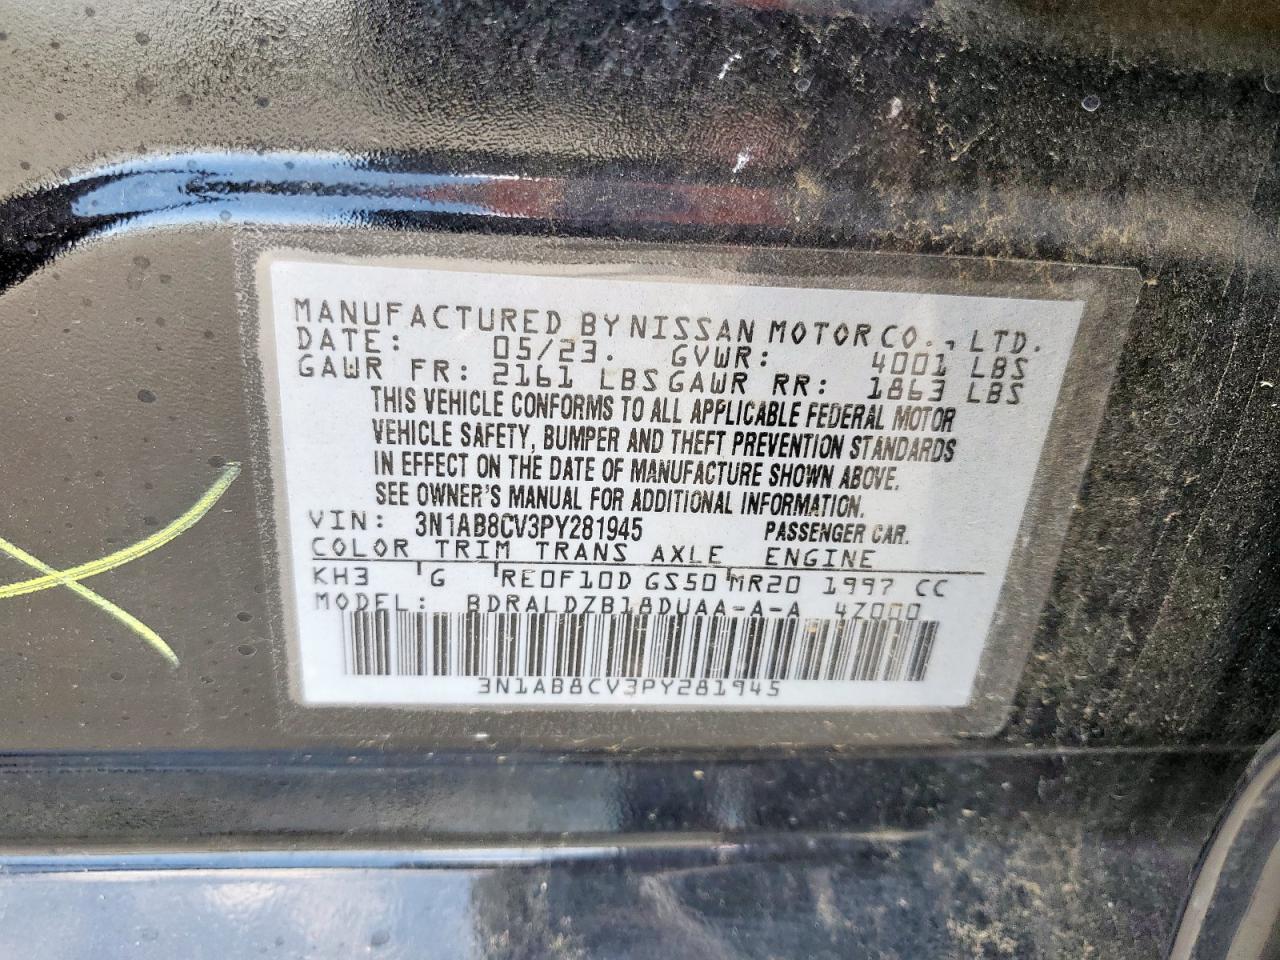 MANUFACTURED BY NISSAN MOTOR CO., LTD.
DATE: 05/23. GVWR: 4001 LBS
GAWR FR: 2161 LBS GAWR RR: 1863 LBS
THIS VEHICLE CONFORMS TO ALL APPLICABLE FEDERAL MOTOR
VEHICLE SAFETY, BUMPER AND THEFT PREVENTION STANDARDS
IN EFFECT ON THE DATE OF MANUFACTURE SHOWN ABOVE.
SEE OWNER'S MANUAL FOR ADDITIONAL INFORMATION.
VIN: 3N1AB8CV3PY281945 PASSENGER CAR.
COLOR TRIM TRANS AXLE ENGINE
KH3 G RE0F10D GS50 MR20 1997 CC
MODEL: BDRALDZB18DUAA-A-A 4Z000
3N1AB8CV3PY281945